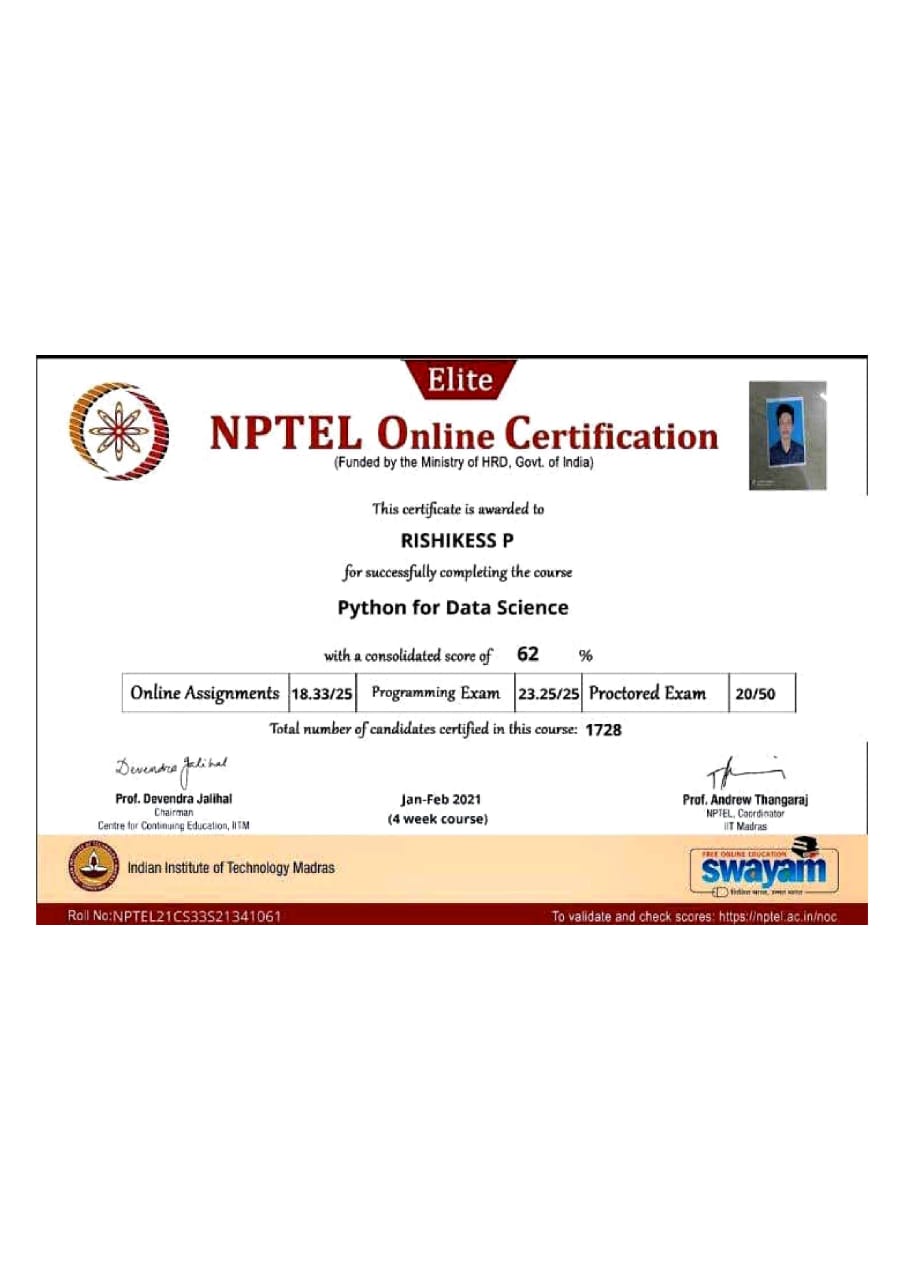 Elite
NPTEL Online Certification
(Funded by the Ministry of HRD, Govt. of India)
This certificate is awarded to
RISHIKESS P
for successfully completing the course
Python for Data Science
with a consolidated score of 62 %
Online Assignments 18.33/25 Programming Exam 23.25/25 Proctored Exam 20/50
Total number of candidates certified in this course: 1728
Devendra Jalihal
Prof. Devendra Jalihal
Chairman
Centre for Continuing Education, IITM
Jan-Feb 2021
(4 week course)
Prof. Andrew Thangaraj
NPTEL, Coordinator
IIT Madras
Indian Institute of Technology Madras
FREE ONLINE EDUCATION
swayam
शिक्षित भारत, उन्नत भारत
Roll No:NPTEL21CS33S21341061
To validate and check scores: https://nptel.ac.in/noc